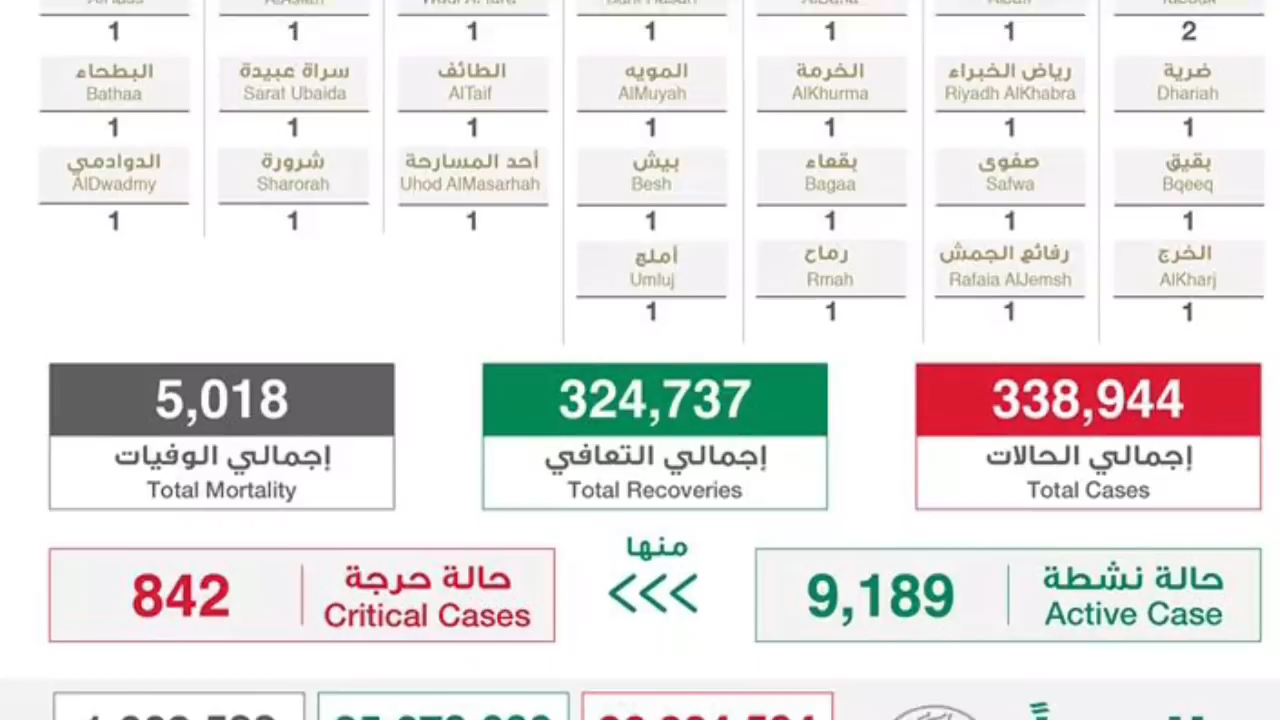 1 1 1 1 1 1 2
البطحاء سراة عبيدة الطائف المويه الخرمة رياض الخبراء ضرية
Bathaa Sarat Ubaida AlTaif AlMuyah AlKhurma Riyadh AlKhabra Dhariah
1 1 1 1 1 1 1
الدوادمي شرورة أحد المسارحة بيش بقعاء صفوى بقيق
AlDwadmy Sharorah Uhod AlMasarhah Besh Bagaa Safwa Bqeeq
1 1 1 1 1 1 1
أملج رماح رفائع الجمش الخرج
Umluj Rmah Rafaia AlJemsh AlKharj
1 1 1 1
5,018 324,737 338,944
إجمالي الوفيات إجمالي التعافي إجمالي الحالات
Total Mortality Total Recoveries Total Cases
منها
842 حالة حرجة 9,189 حالة نشطة
Critical Cases Active Case